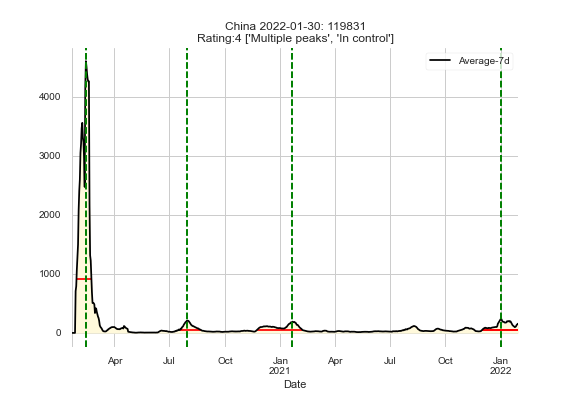 China 2022-01-30: 119831
Rating:4 ['Multiple peaks', 'In control']
Average-7d
4000
3000
2000
1000
0
Apr
Jul
Oct
Jan
2021
Apr
Jul
Oct
Jan
2022
Date